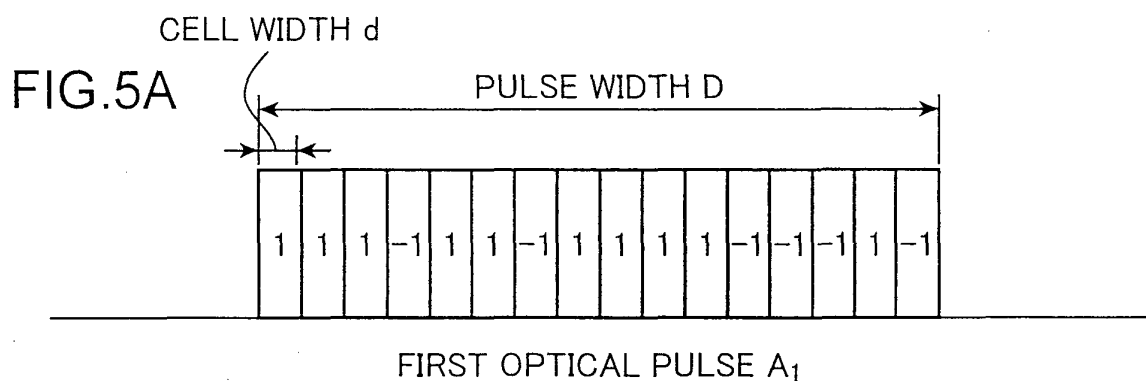 CELL WIDTH d
FIG.5A
PULSE WIDTH D
1 1 1 -1 1 1 -1 1 1 1 1 -1 -1 -1 1 -1
FIRST OPTICAL PULSE A₁